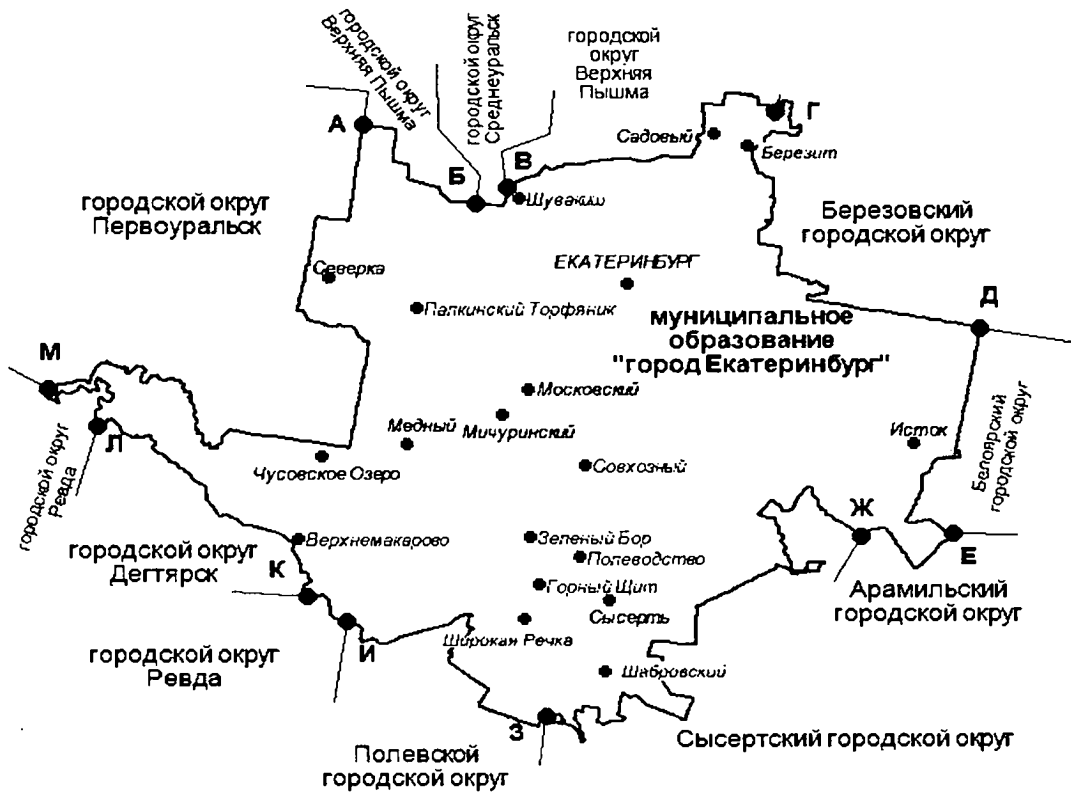 городской округ
Верхняя Пышма
городской округ
Среднеуральск
городской
округ
Верхняя
Пышма
А
Б
В
Г
Садовый
Березит
Шувакиш
городской округ
Первоуральск
Березовский
городской округ
Северка
ЕКАТЕРИНБУРГ
Палкинский Торфяник
муниципальное
образование
"город Екатеринбург"
Д
М
Московский
Мичуринский
Медный
Исток
Белоярский
городской округ
Л
городской округ
Ревда
Чусовское Озеро
Совхозный
Ж
Е
Верхнемакарово
Зеленый Бор
Полеводство
городской округ
Дегтярск
К
Горный Щит
Сысерть
Арамильский
городской округ
городской округ
Ревда
И
Широкая Речка
Шабровский
З
Полевской
городской округ
Сысертский городской округ